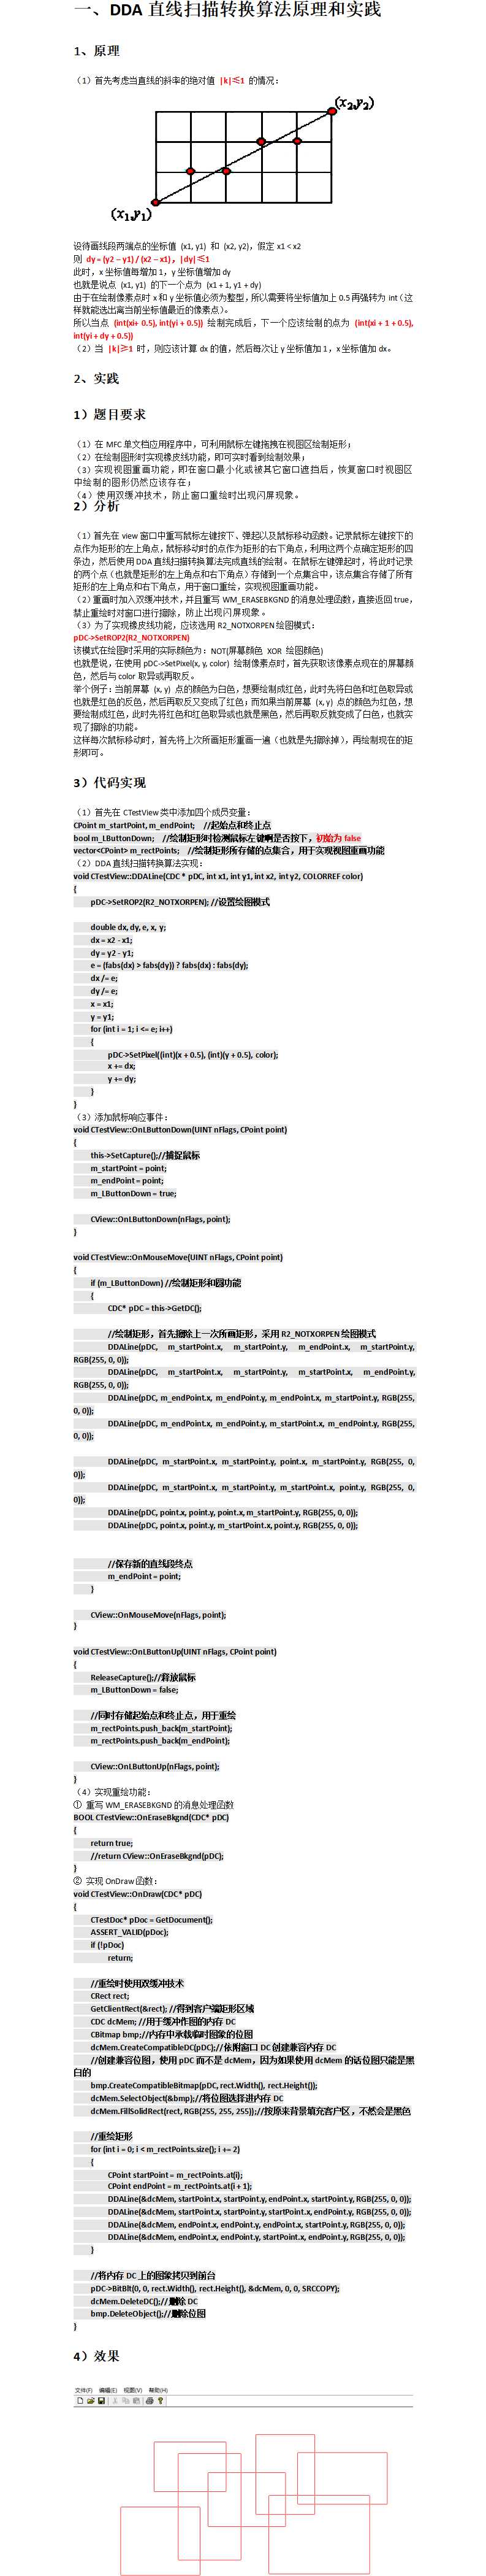 一、DDA 直线扫描转换算法原理和实践
1、原理
（1）首先考虑当直线的斜率的绝对值 |k|≤1 的情况：
(x₂,y₂)
(x₁,y₁)
设待画线段两端点的坐标值 (x1, y1) 和 (x2, y2)，假定 x1 < x2
则 dy = (y2 – y1) / (x2 – x1)，|dy|≤1
此时，x 坐标值每增加 1，y 坐标值增加 dy
也就是说点 (x1, y1) 的下一个点为 (x1 + 1, y1 + dy)
由于在绘制像素点时 x 和 y 坐标值必须为整型，所以需要将坐标值加上 0.5 再强转为 int（这
样就能选出离当前坐标值最近的像素点）。
所以当点 (int(xi+ 0.5), int(yi + 0.5)) 绘制完成后，下一个应该绘制的点为 (int(xi + 1 + 0.5),
int(yi + dy + 0.5))
（2）当 |k|≥1 时，则应该计算 dx 的值，然后每次让 y 坐标值加 1，x 坐标值加 dx。
2、实践
1）题目要求
（1）在 MFC 单文档应用程序中，可利用鼠标左键拖拽在视图区绘制矩形；
（2）在绘制图形时实现橡皮线功能，即可实时看到绘制效果；
（3）实现视图重画功能，即在窗口最小化或被其它窗口遮挡后，恢复窗口时视图区
中绘制的图形仍然应该存在；
（4）使用双缓冲技术，防止窗口重绘时出现闪屏现象。
2）分析
（1）首先在 view 窗口中重写鼠标左键按下、弹起以及鼠标移动函数。记录鼠标左键按下的
点作为矩形的左上角点，鼠标移动时的点作为矩形的右下角点，利用这两个点确定矩形的四
条边，然后使用 DDA 直线扫描转换算法完成直线的绘制。在鼠标左键弹起时，将此时记录
的两个点（也就是矩形的左上角点和右下角点）存储到一个点集合中，该点集合存储了所有
矩形的左上角点和右下角点，用于窗口重绘，实现视图重画功能。
（2）重画时加入双缓冲技术，并且重写 WM_ERASEBKGND 的消息处理函数，直接返回 true，
禁止重绘时对窗口进行擦除，防止出现闪屏现象。
（3）为了实现橡皮线功能，应该选用 R2_NOTXORPEN 绘图模式：
pDC->SetROP2(R2_NOTXORPEN)
该模式在绘图时采用的实际颜色为：NOT(屏幕颜色 XOR 绘图颜色)
也就是说，在使用 pDC->SetPixel(x, y, color) 绘制像素点时，首先获取该像素点现在的屏幕颜
色，然后与 color 取异或再取反。
举个例子：当前屏幕 (x, y) 点的颜色为白色，想要绘制成红色，此时先将白色和红色取异或
也就是红色的反色，然后再取反又变成了红色；而如果当前屏幕 (x, y) 点的颜色为红色，想
要绘制成红色，此时先将红色和红色取异或也就是黑色，然后再取反就变成了白色，也就实
现了擦除的功能。
这样每次鼠标移动时，首先将上次所画矩形重画一遍（也就是先擦除掉），再绘制现在的矩
形即可。
3）代码实现
（1）首先在 CTestView 类中添加四个成员变量：
CPoint m_startPoint, m_endPoint; //起始点和终止点
bool m_LButtonDown; //绘制矩形时检测鼠标左键啊是否按下，初始为 false
vector<CPoint> m_rectPoints; //绘制矩形所存储的点集合，用于实现视图重画功能
（2）DDA 直线扫描转换算法实现：
void CTestView::DDALine(CDC * pDC, int x1, int y1, int x2, int y2, COLORREF color)
{
pDC->SetROP2(R2_NOTXORPEN); //设置绘图模式
double dx, dy, e, x, y;
dx = x2 - x1;
dy = y2 - y1;
e = (fabs(dx) > fabs(dy)) ? fabs(dx) : fabs(dy);
dx /= e;
dy /= e;
x = x1;
y = y1;
for (int i = 1; i <= e; i++)
{
pDC->SetPixel((int)(x + 0.5), (int)(y + 0.5), color);
x += dx;
y += dy;
}
}
（3）添加鼠标响应事件：
void CTestView::OnLButtonDown(UINT nFlags, CPoint point)
{
this->SetCapture();//捕捉鼠标
m_startPoint = point;
m_endPoint = point;
m_LButtonDown = true;
CView::OnLButtonDown(nFlags, point);
}
void CTestView::OnMouseMove(UINT nFlags, CPoint point)
{
if (m_LButtonDown) //绘制矩形和圆功能
{
CDC* pDC = this->GetDC();
//绘制矩形，首先擦除上一次所画矩形，采用 R2_NOTXORPEN 绘图模式
DDALine(pDC, m_startPoint.x, m_startPoint.y, m_endPoint.x, m_startPoint.y,
RGB(255, 0, 0));
DDALine(pDC, m_startPoint.x, m_startPoint.y, m_startPoint.x, m_endPoint.y,
RGB(255, 0, 0));
DDALine(pDC, m_endPoint.x, m_endPoint.y, m_endPoint.x, m_startPoint.y, RGB(255,
0, 0));
DDALine(pDC, m_endPoint.x, m_endPoint.y, m_startPoint.x, m_endPoint.y, RGB(255,
0, 0));
DDALine(pDC, m_startPoint.x, m_startPoint.y, point.x, m_startPoint.y, RGB(255, 0,
0));
DDALine(pDC, m_startPoint.x, m_startPoint.y, m_startPoint.x, point.y, RGB(255, 0,
0));
DDALine(pDC, point.x, point.y, point.x, m_startPoint.y, RGB(255, 0, 0));
DDALine(pDC, point.x, point.y, m_startPoint.x, point.y, RGB(255, 0, 0));
//保存新的直线段终点
m_endPoint = point;
}
CView::OnMouseMove(nFlags, point);
}
void CTestView::OnLButtonUp(UINT nFlags, CPoint point)
{
ReleaseCapture();//释放鼠标
m_LButtonDown = false;
//同时存储起始点和终止点，用于重绘
m_rectPoints.push_back(m_startPoint);
m_rectPoints.push_back(m_endPoint);
CView::OnLButtonUp(nFlags, point);
}
（4）实现重绘功能：
① 重写 WM_ERASEBKGND 的消息处理函数
BOOL CTestView::OnEraseBkgnd(CDC* pDC)
{
return true;
//return CView::OnEraseBkgnd(pDC);
}
② 实现 OnDraw 函数：
void CTestView::OnDraw(CDC* pDC)
{
CTestDoc* pDoc = GetDocument();
ASSERT_VALID(pDoc);
if (!pDoc)
return;
//重绘时使用双缓冲技术
CRect rect;
GetClientRect(&rect); //得到客户端矩形区域
CDC dcMem; //用于缓冲作图的内存 DC
CBitmap bmp;//内存中承载临时图象的位图
dcMem.CreateCompatibleDC(pDC);//依附窗口 DC 创建兼容内存 DC
//创建兼容位图，使用 pDC 而不是 dcMem，因为如果使用 dcMem 的话位图只能是黑
白的
bmp.CreateCompatibleBitmap(pDC, rect.Width(), rect.Height());
dcMem.SelectObject(&bmp);//将位图选择进内存 DC
dcMem.FillSolidRect(rect, RGB(255, 255, 255));//按原来背景填充客户区，不然会是黑色
//重绘矩形
for (int i = 0; i < m_rectPoints.size(); i += 2)
{
CPoint startPoint = m_rectPoints.at(i);
CPoint endPoint = m_rectPoints.at(i + 1);
DDALine(&dcMem, startPoint.x, startPoint.y, endPoint.x, startPoint.y, RGB(255, 0, 0));
DDALine(&dcMem, startPoint.x, startPoint.y, startPoint.x, endPoint.y, RGB(255, 0, 0));
DDALine(&dcMem, endPoint.x, endPoint.y, endPoint.x, startPoint.y, RGB(255, 0, 0));
DDALine(&dcMem, endPoint.x, endPoint.y, startPoint.x, endPoint.y, RGB(255, 0, 0));
}
//将内存 DC 上的图象拷贝到前台
pDC->BitBlt(0, 0, rect.Width(), rect.Height(), &dcMem, 0, 0, SRCCOPY);
dcMem.DeleteDC();//删除 DC
bmp.DeleteObject();//删除位图
}
4）效果
文件(F) 编辑(E) 视图(V) 帮助(H)